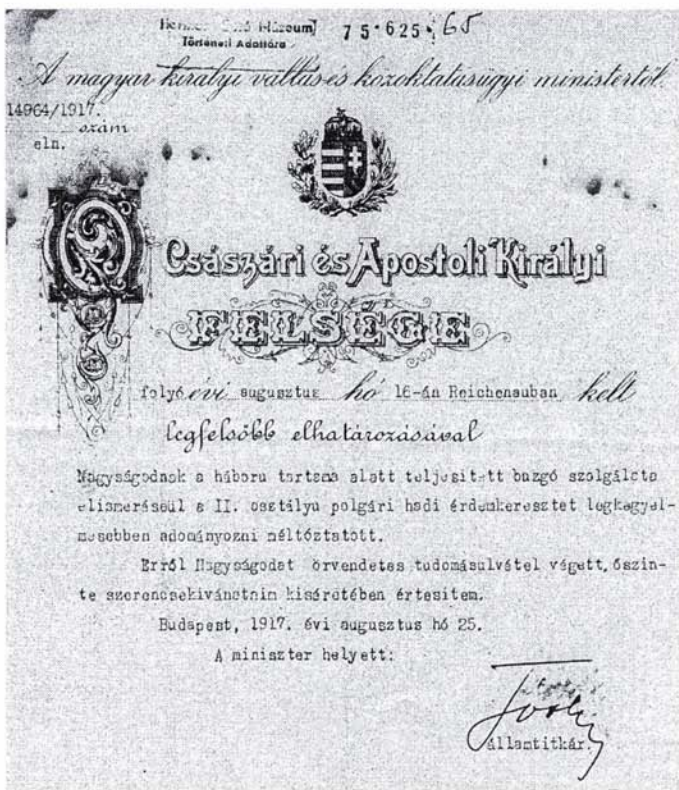 Herman Ottó Múzeum 75•625•65
Történeti Adattára
A magyar királyi vallás és közoktatásügyi ministertől.
14964/1917.
szám
eln.
Ő Császári és Apostoli Királyi
FELSÉGE
folyó évi augusztus hó 16-án Reichenauban kelt
legfelsőbb elhatározásával
Nagyságodnak a háboru tartama alatt teljesitett buzgó szolgálata
elismeréseül a II. osztályu polgári hadi érdemkeresztet legkegyel-
mesebben adományozni méltóztatott.
Erről Nagyságodat örvendetes tudomásulvétel végett, őszin-
te szerencsekivánataim kiséretében értesitem.
Budapest, 1917. évi augusztus hó 25.
A miniszter helyett:
államtitkár.